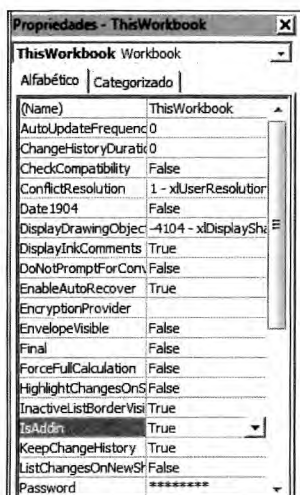 Propriedades - ThisWorkbook
ThisWorkbook Workbook
Alfabético Categorizado
(Name) ThisWorkbook
AutoUpdateFrequenc 0
ChangeHistoryDuratic 0
CheckCompatibility False
ConflictResolution 1 - xlUserResolution
Date1904 False
DisplayDrawingObjec -4104 - xlDisplaySha
DisplayInkComments True
DoNotPromptForConv False
EnableAutoRecover True
EncryptionProvider
EnvelopeVisible False
Final False
ForceFullCalculation False
HighlightChangesOnS False
InactiveListBorderVisi True
IsAddin True
KeepChangeHistory True
ListChangesOnNewSh False
Password ********